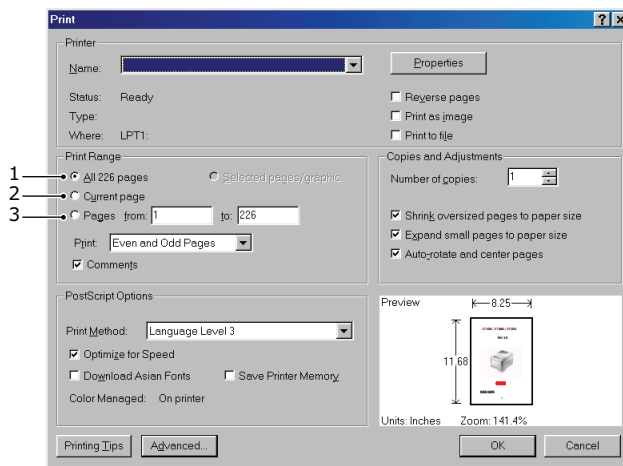 Print
Printer
Name:
Properties
Status: Ready
Type:
Where: LPT1:
Reverse pages
Print as image
Print to file
Print Range
1
All 226 pages
Selected pages/graphic
2
Current page
3
Pages from: 1 to: 226
Print: Even and Odd Pages
Comments
Copies and Adjustments
Number of copies: 1
Shrink oversized pages to paper size
Expand small pages to paper size
Auto-rotate and center pages
PostScript Options
Print Method: Language Level 3
Optimize for Speed
Download Asian Fonts
Save Printer Memory
Color Managed: On printer
Preview
8.25
11.68
Units: Inches Zoom: 141.4%
Printing Tips
Advanced...
OK
Cancel